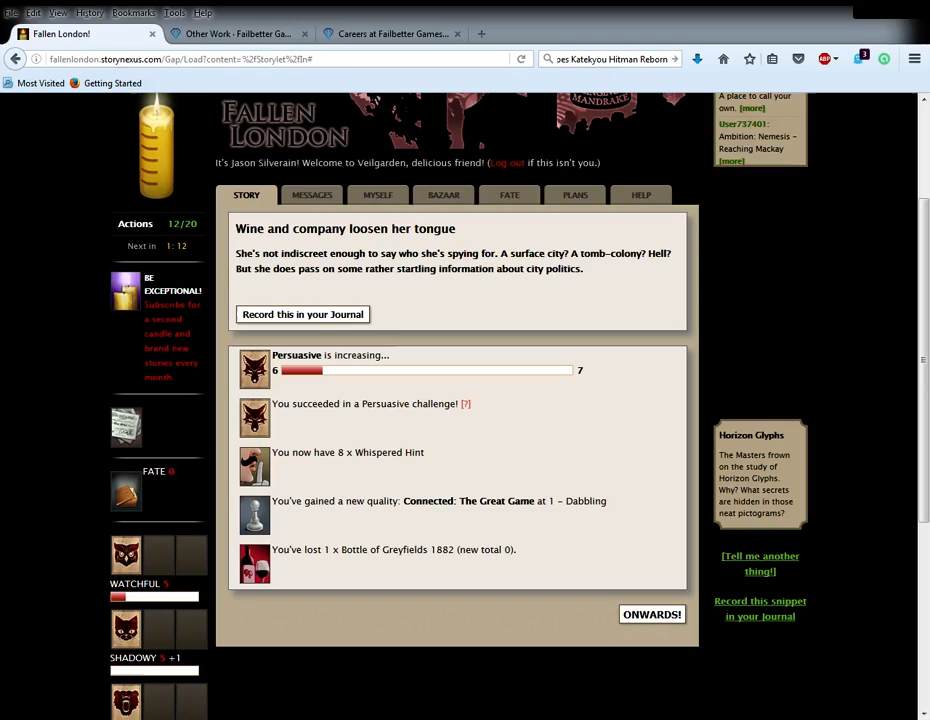 File Edit View History Bookmarks Tools Help
Fallen London!
Other Work · Failbetter Ga...
Careers at Failbetter Games...
fallenlondon.storynexus.com/Gap/Load?content=%2fStorylet%2fIn#
pes Katekyou Hitman Reborn
ABP
3
Most Visited
Getting Started
FALLEN
LONDON
MANDRAKE
It's Jason Silverain! Welcome to Veilgarden, delicious friend! (Log out if this isn't you.)
A place to call your
own. [more]
User737401:
Ambition: Nemesis –
Reaching Mackay
[more]
STORY MESSAGES MYSELF BAZAAR FATE PLANS HELP
Actions 12/20
Next in 1: 12
BE
EXCEPTIONAL!
Subscribe for
a second
candle and
brand new
stories every
month
FATE 0
WATCHFUL 5
SHADOWY 5 +1
Wine and company loosen her tongue
She's not indiscreet enough to say who she's spying for. A surface city? A tomb-colony? Hell?
But she does pass on some rather startling information about city politics.
Record this in your Journal
Persuasive is increasing...
6 7
You succeeded in a Persuasive challenge! [?]
You now have 8 x Whispered Hint
You've gained a new quality: Connected: The Great Game at 1 – Dabbling
You've lost 1 x Bottle of Greyfields 1882 (new total 0).
ONWARDS!
Horizon Glyphs
The Masters frown
on the study of
Horizon Glyphs.
Why? What secrets
are hidden in those
neat pictograms?
[Tell me another
thing!]
Record this snippet
in your Journal